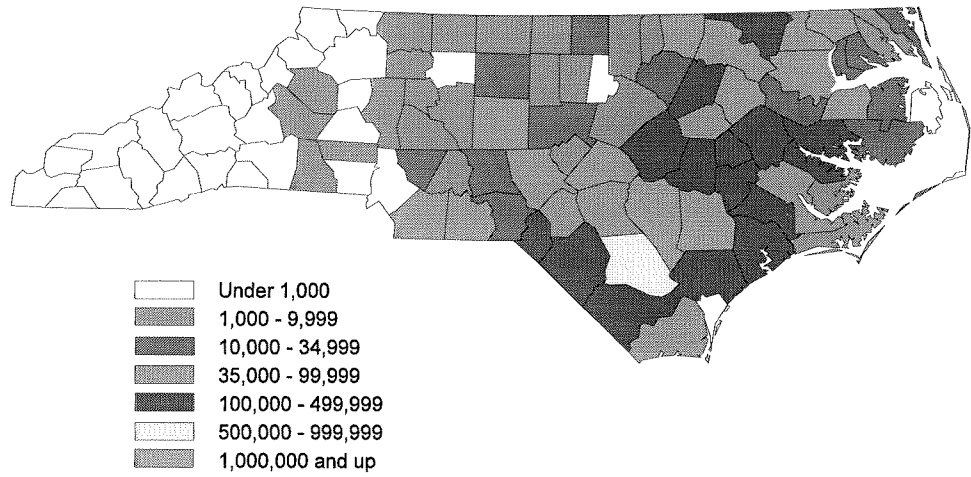 Under 1,000
1,000 - 9,999
10,000 - 34,999
35,000 - 99,999
100,000 - 499,999
500,000 - 999,999
1,000,000 and up